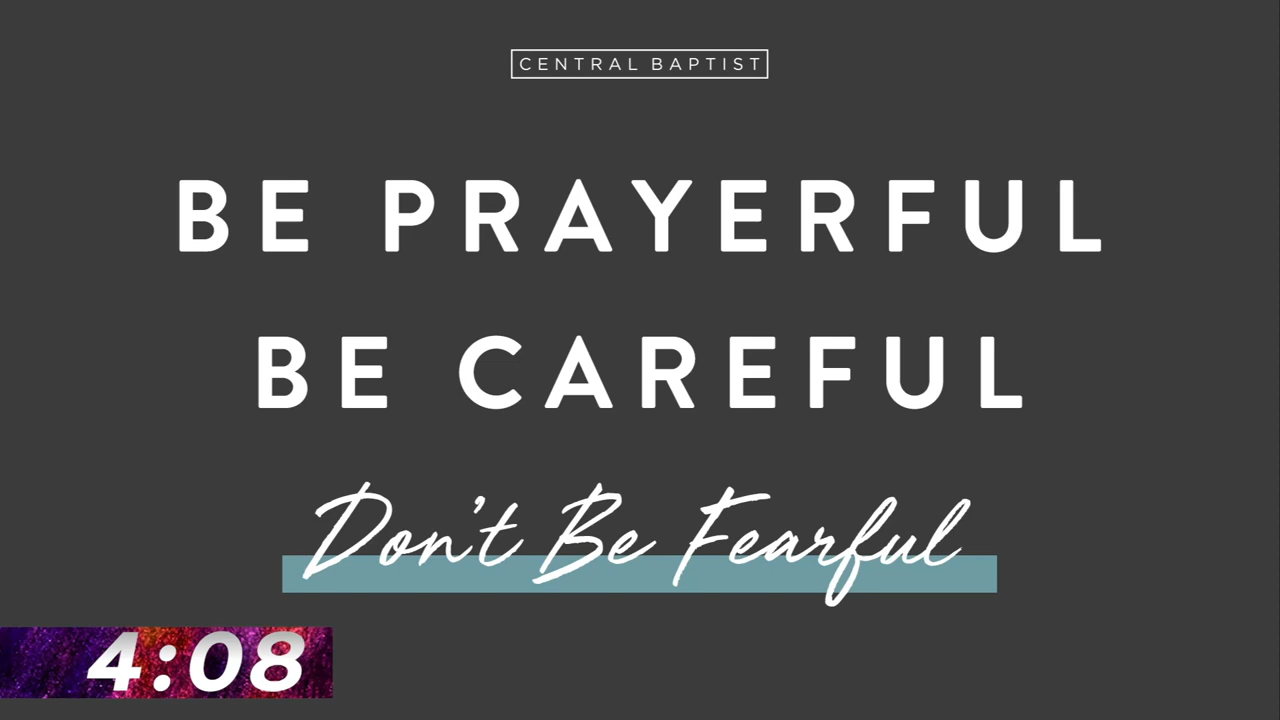 CENTRAL BAPTIST
BE PRAYERFUL
BE CAREFUL
Don't Be Fearful
4:08